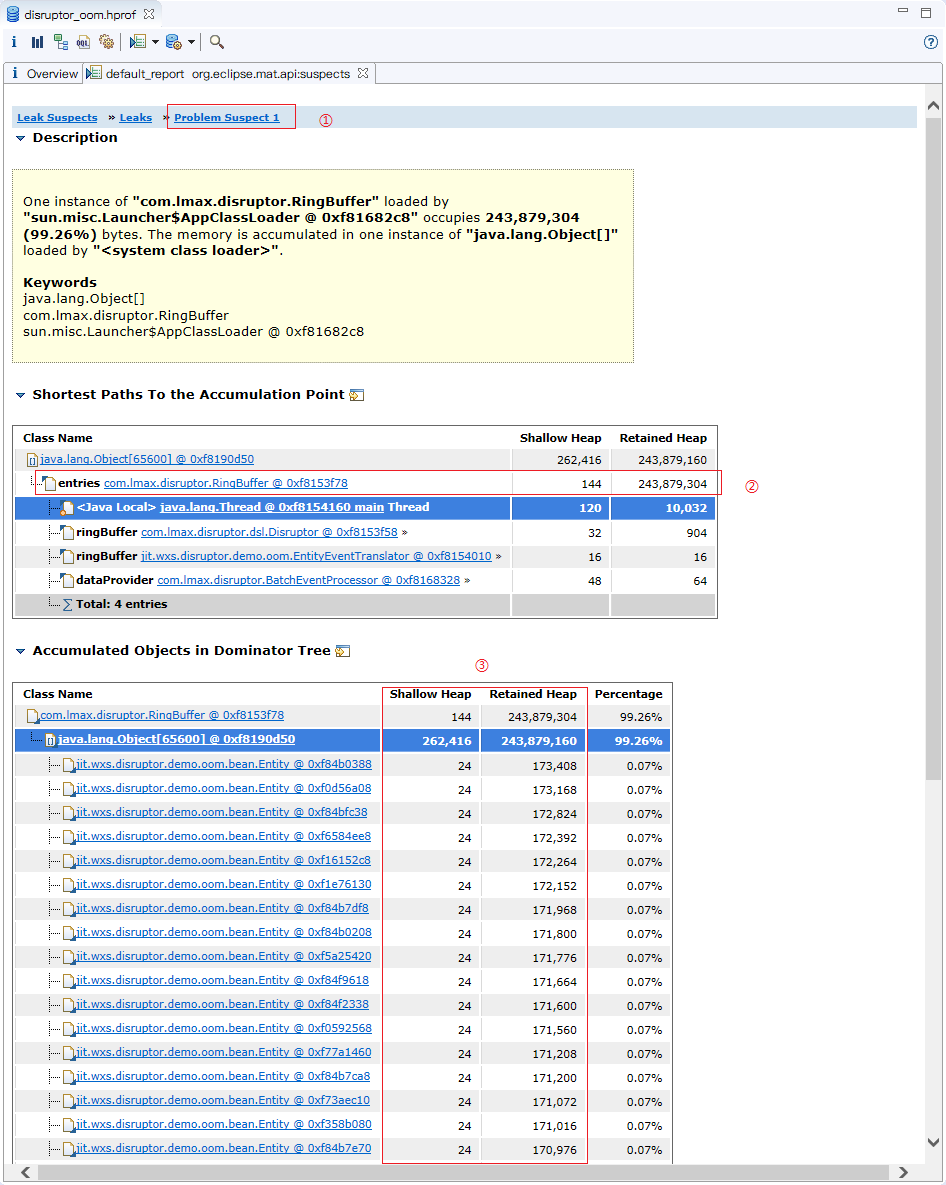 disruptor_oom.hprof
Overview default_report org.eclipse.mat.api:suspects
Leak Suspects » Leaks » Problem Suspect 1 ①
Description
One instance of "com.lmax.disruptor.RingBuffer" loaded by
"sun.misc.Launcher$AppClassLoader @ 0xf81682c8" occupies 243,879,304
(99.26%) bytes. The memory is accumulated in one instance of "java.lang.Object[]"
loaded by "<system class loader>".
Keywords
java.lang.Object[]
com.lmax.disruptor.RingBuffer
sun.misc.Launcher$AppClassLoader @ 0xf81682c8
Shortest Paths To the Accumulation Point
Class Name Shallow Heap Retained Heap
java.lang.Object[65600] @ 0xf8190d50 262,416 243,879,160
entries com.lmax.disruptor.RingBuffer @ 0xf8153f78 144 243,879,304 ②
<Java Local> java.lang.Thread @ 0xf8154160 main Thread 120 10,032
ringBuffer com.lmax.disruptor.dsl.Disruptor @ 0xf8153f58 » 32 904
ringBuffer jit.wxs.disruptor.demo.oom.EntityEventTranslator @ 0xf8154010 » 16 16
dataProvider com.lmax.disruptor.BatchEventProcessor @ 0xf8168328 » 48 64
Total: 4 entries
Accumulated Objects in Dominator Tree
③
Class Name Shallow Heap Retained Heap Percentage
com.lmax.disruptor.RingBuffer @ 0xf8153f78 144 243,879,304 99.26%
java.lang.Object[65600] @ 0xf8190d50 262,416 243,879,160 99.26%
jit.wxs.disruptor.demo.oom.bean.Entity @ 0xf84b0388 24 173,408 0.07%
jit.wxs.disruptor.demo.oom.bean.Entity @ 0xf0d56a08 24 173,168 0.07%
jit.wxs.disruptor.demo.oom.bean.Entity @ 0xf84bfc38 24 172,824 0.07%
jit.wxs.disruptor.demo.oom.bean.Entity @ 0xf6584ee8 24 172,392 0.07%
jit.wxs.disruptor.demo.oom.bean.Entity @ 0xf16152c8 24 172,264 0.07%
jit.wxs.disruptor.demo.oom.bean.Entity @ 0xf1e76130 24 172,152 0.07%
jit.wxs.disruptor.demo.oom.bean.Entity @ 0xf84b7df8 24 171,968 0.07%
jit.wxs.disruptor.demo.oom.bean.Entity @ 0xf84b0208 24 171,800 0.07%
jit.wxs.disruptor.demo.oom.bean.Entity @ 0xf5a25420 24 171,776 0.07%
jit.wxs.disruptor.demo.oom.bean.Entity @ 0xf84f9618 24 171,664 0.07%
jit.wxs.disruptor.demo.oom.bean.Entity @ 0xf84f2338 24 171,600 0.07%
jit.wxs.disruptor.demo.oom.bean.Entity @ 0xf0592568 24 171,560 0.07%
jit.wxs.disruptor.demo.oom.bean.Entity @ 0xf77a1460 24 171,208 0.07%
jit.wxs.disruptor.demo.oom.bean.Entity @ 0xf84b7ca8 24 171,200 0.07%
jit.wxs.disruptor.demo.oom.bean.Entity @ 0xf73aec10 24 171,072 0.07%
jit.wxs.disruptor.demo.oom.bean.Entity @ 0xf358b080 24 171,016 0.07%
jit.wxs.disruptor.demo.oom.bean.Entity @ 0xf84b7e70 24 170,976 0.07%